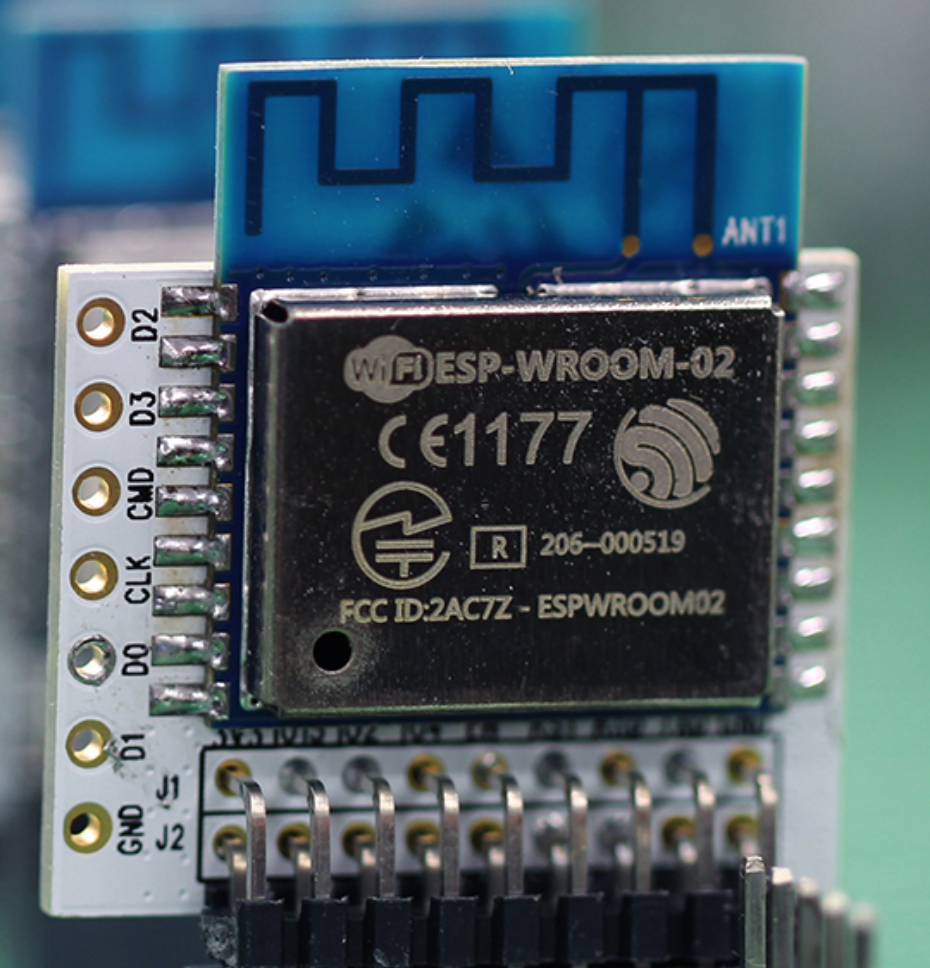 ANT1
WiFi ESP-WROOM-02
CE1177
R 206-000519
FCC ID:2AC7Z - ESPWROOM02
D2
D3
CMD
CLK
D0
D1
GND
J1
J2